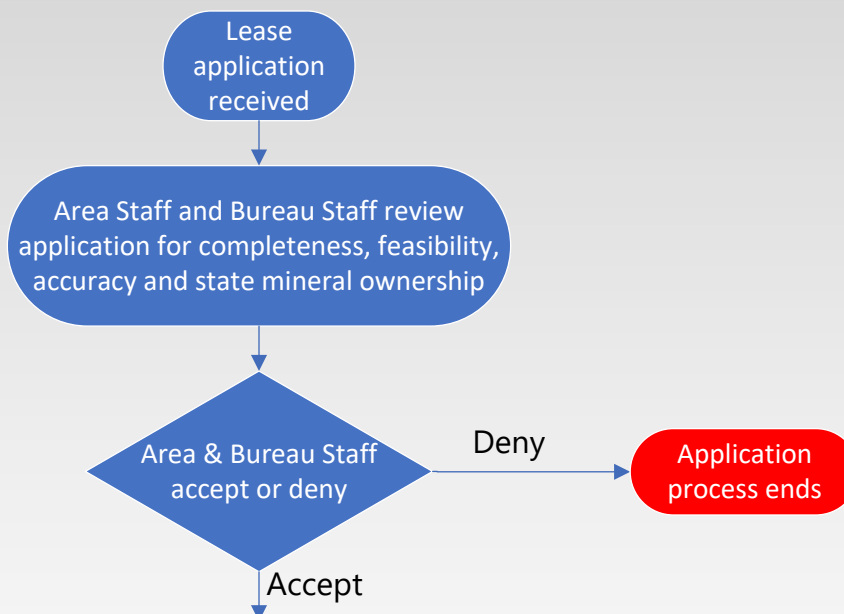 Lease
application
received
Area Staff and Bureau Staff review
application for completeness, feasibility,
accuracy and state mineral ownership
Area & Bureau Staff
accept or deny
Deny
Application
process ends
Accept